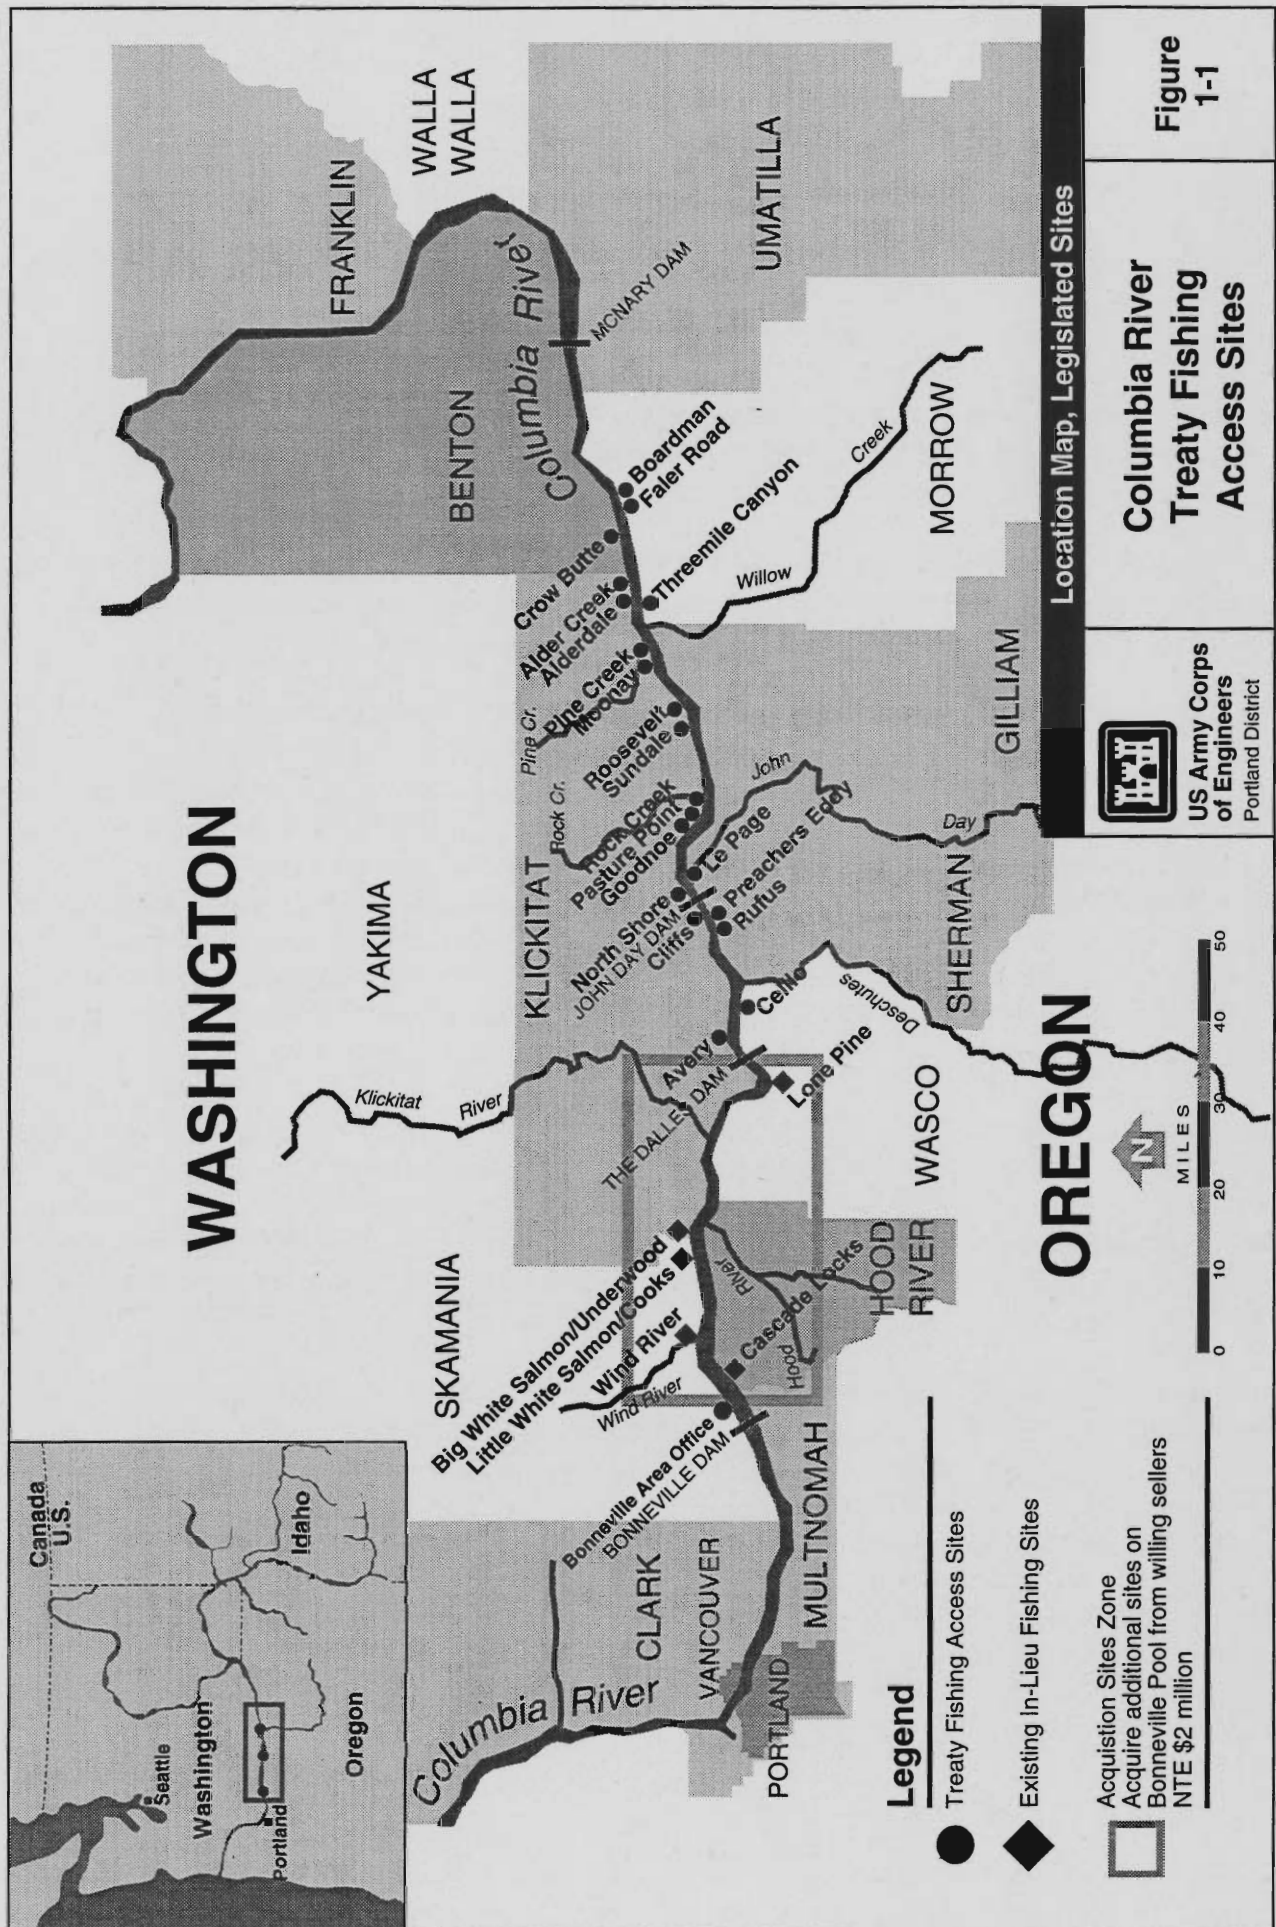 Canada
U.S.
Seattle
Washington
Idaho
Portland
Oregon
WASHINGTON
YAKIMA
SKAMANIA
KLICKITAT
FRANKLIN
WALLA
WALLA
BENTON
Columbia River
Klickitat
River
Columbia River
CLARK
VANCOUVER
PORTLAND
MULTNOMAH
Bonneville Area Office
BONNEVILLE DAM
Big White Salmon/Underwood
Little White Salmon/Cooks
Wind River
Wind River
Cascade Locks
Hood
River
HOOD
RIVER
THE DALLES DAM
Avery
Lone Pine
Celilo
Deschutes
WASCO
North Shore
JOHN DAY DAM
Cliffs
Rufus
Preachers Eddy
Le Page
Rock Cr.
Rock Creek
Pasture Point
Goodnoe
John
Day
SHERMAN
Roosevelt
Sundale
Pine Cr.
Pine Creek
Moonay
GILLIAM
Crow Butte
Alder Creek
Alderdale
Threemile Canyon
Willow
Creek
MORROW
Boardman
Faler Road
MCNARY DAM
UMATILLA
OREGON
N
MILES
0 10 20 30 40 50
Legend
Treaty Fishing Access Sites
Existing In-Lieu Fishing Sites
Acquistion Sites Zone
Acquire additional sites on
Bonneville Pool from willing sellers
NTE $2 million
Location Map, Legislated Sites
US Army Corps
of Engineers
Portland District
Columbia River
Treaty Fishing
Access Sites
Figure
1-1